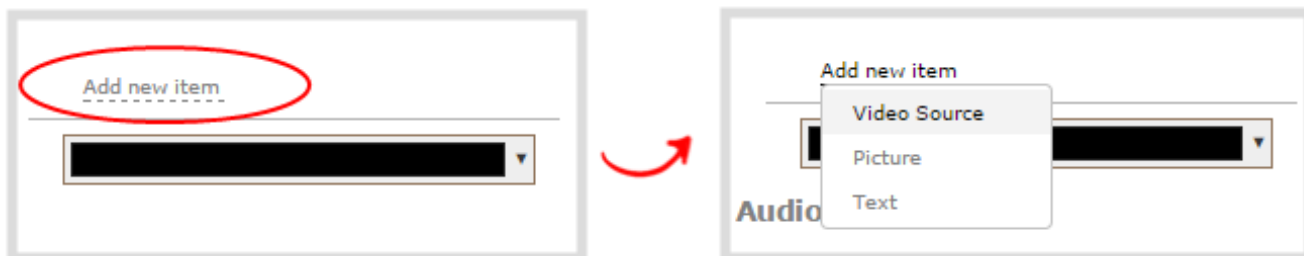 Add new item
Add new item
Video Source
Picture
Text
Audio